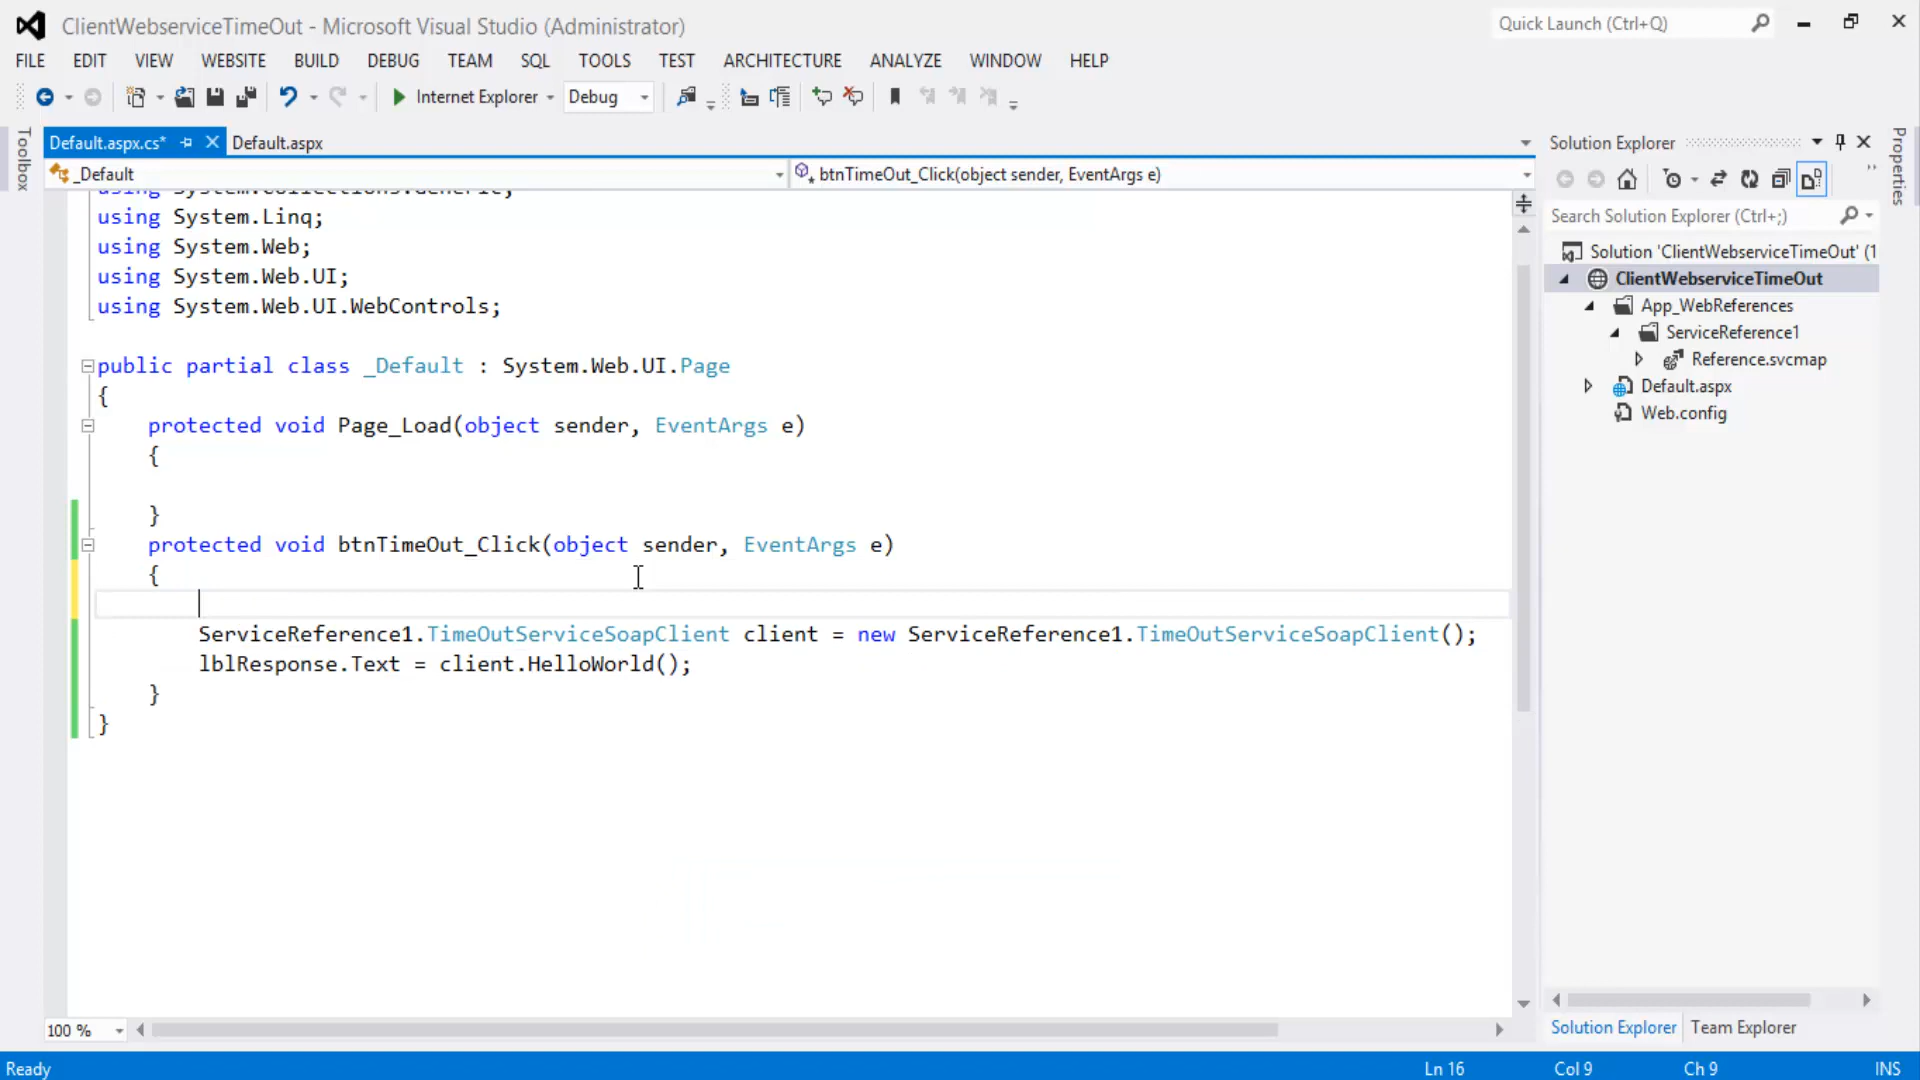 ClientWebserviceTimeOut - Microsoft Visual Studio (Administrator)
Quick Launch (Ctrl+Q)
FILE EDIT VIEW WEBSITE BUILD DEBUG TEAM SQL TOOLS TEST ARCHITECTURE ANALYZE WINDOW HELP
Internet Explorer
Debug
Toolbox
Default.aspx.cs*
Default.aspx
_Default
btnTimeOut_Click(object sender, EventArgs e)
using System.Collections.Generic;
using System.Linq;
using System.Web;
using System.Web.UI;
using System.Web.UI.WebControls;
public partial class _Default : System.Web.UI.Page
{
protected void Page_Load(object sender, EventArgs e)
{
}
protected void btnTimeOut_Click(object sender, EventArgs e)
{
ServiceReference1.TimeOutServiceSoapClient client = new ServiceReference1.TimeOutServiceSoapClient();
lblResponse.Text = client.HelloWorld();
}
}
100 %
Solution Explorer
Search Solution Explorer (Ctrl+;)
Solution 'ClientWebserviceTimeOut' (1
ClientWebserviceTimeOut
App_WebReferences
ServiceReference1
Reference.svcmap
Default.aspx
Web.config
Solution Explorer
Team Explorer
Properties
Ready
Ln 16
Col 9
Ch 9
INS